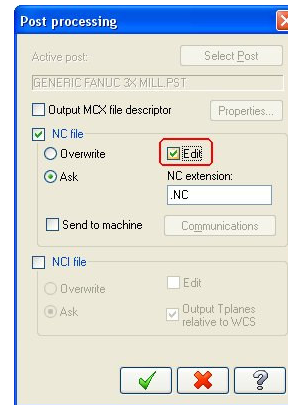 Post processing
Active post:
Select Post
GENERIC FANUC 3X MILL.PST
Output MCX file descriptor
Properties...
NC file
Overwrite
Edit
Ask
NC extension:
.NC
Send to machine
Communications
NCI file
Overwrite
Edit
Ask
Output Tplanes
relative to WCS
?